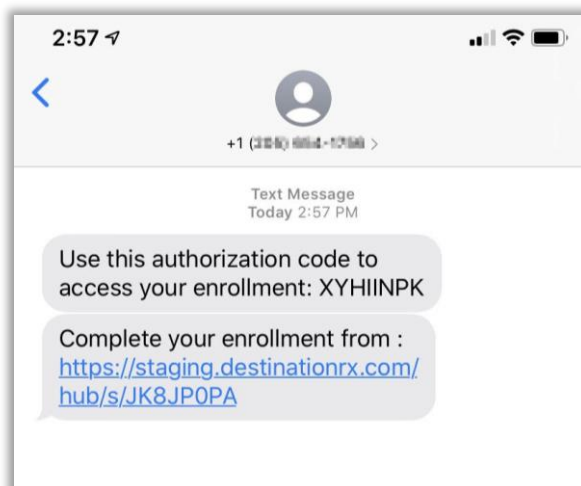 2:57
+1
Text Message
Today 2:57 PM
Use this authorization code to
access your enrollment: XYHIINPK
Complete your enrollment from :
https://staging.destinationrx.com/
hub/s/JK8JP0PA